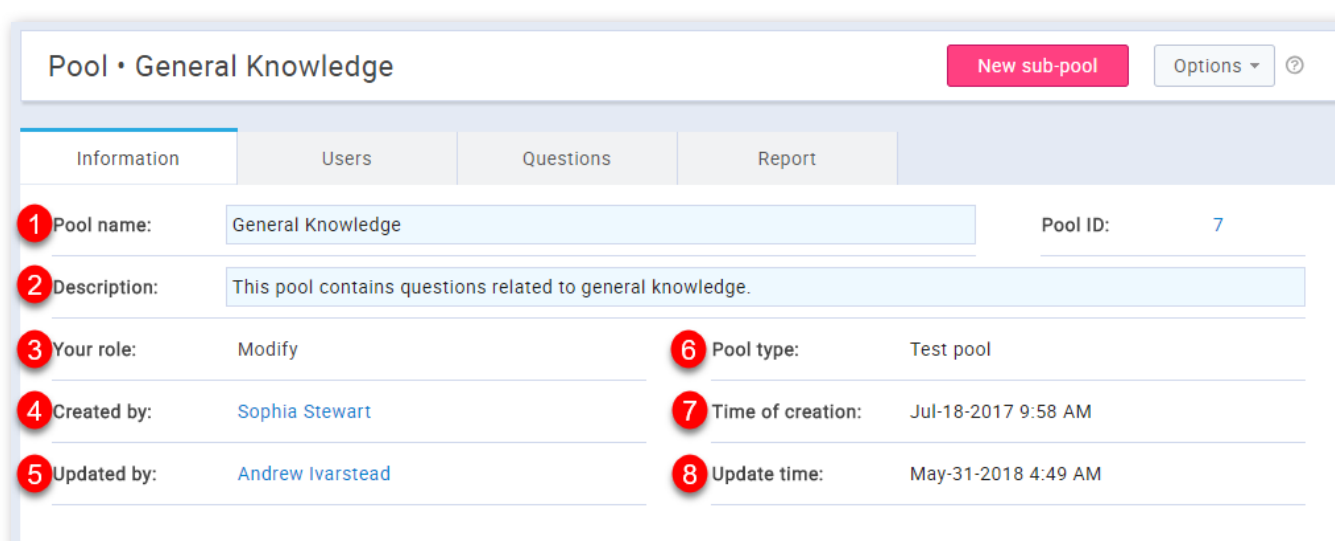 Pool • General Knowledge
New sub-pool
Options
?
Information
Users
Questions
Report
1 Pool name: General Knowledge Pool ID: 7
2 Description: This pool contains questions related to general knowledge.
3 Your role: Modify 6 Pool type: Test pool
4 Created by: Sophia Stewart 7 Time of creation: Jul-18-2017 9:58 AM
5 Updated by: Andrew Ivarstead 8 Update time: May-31-2018 4:49 AM